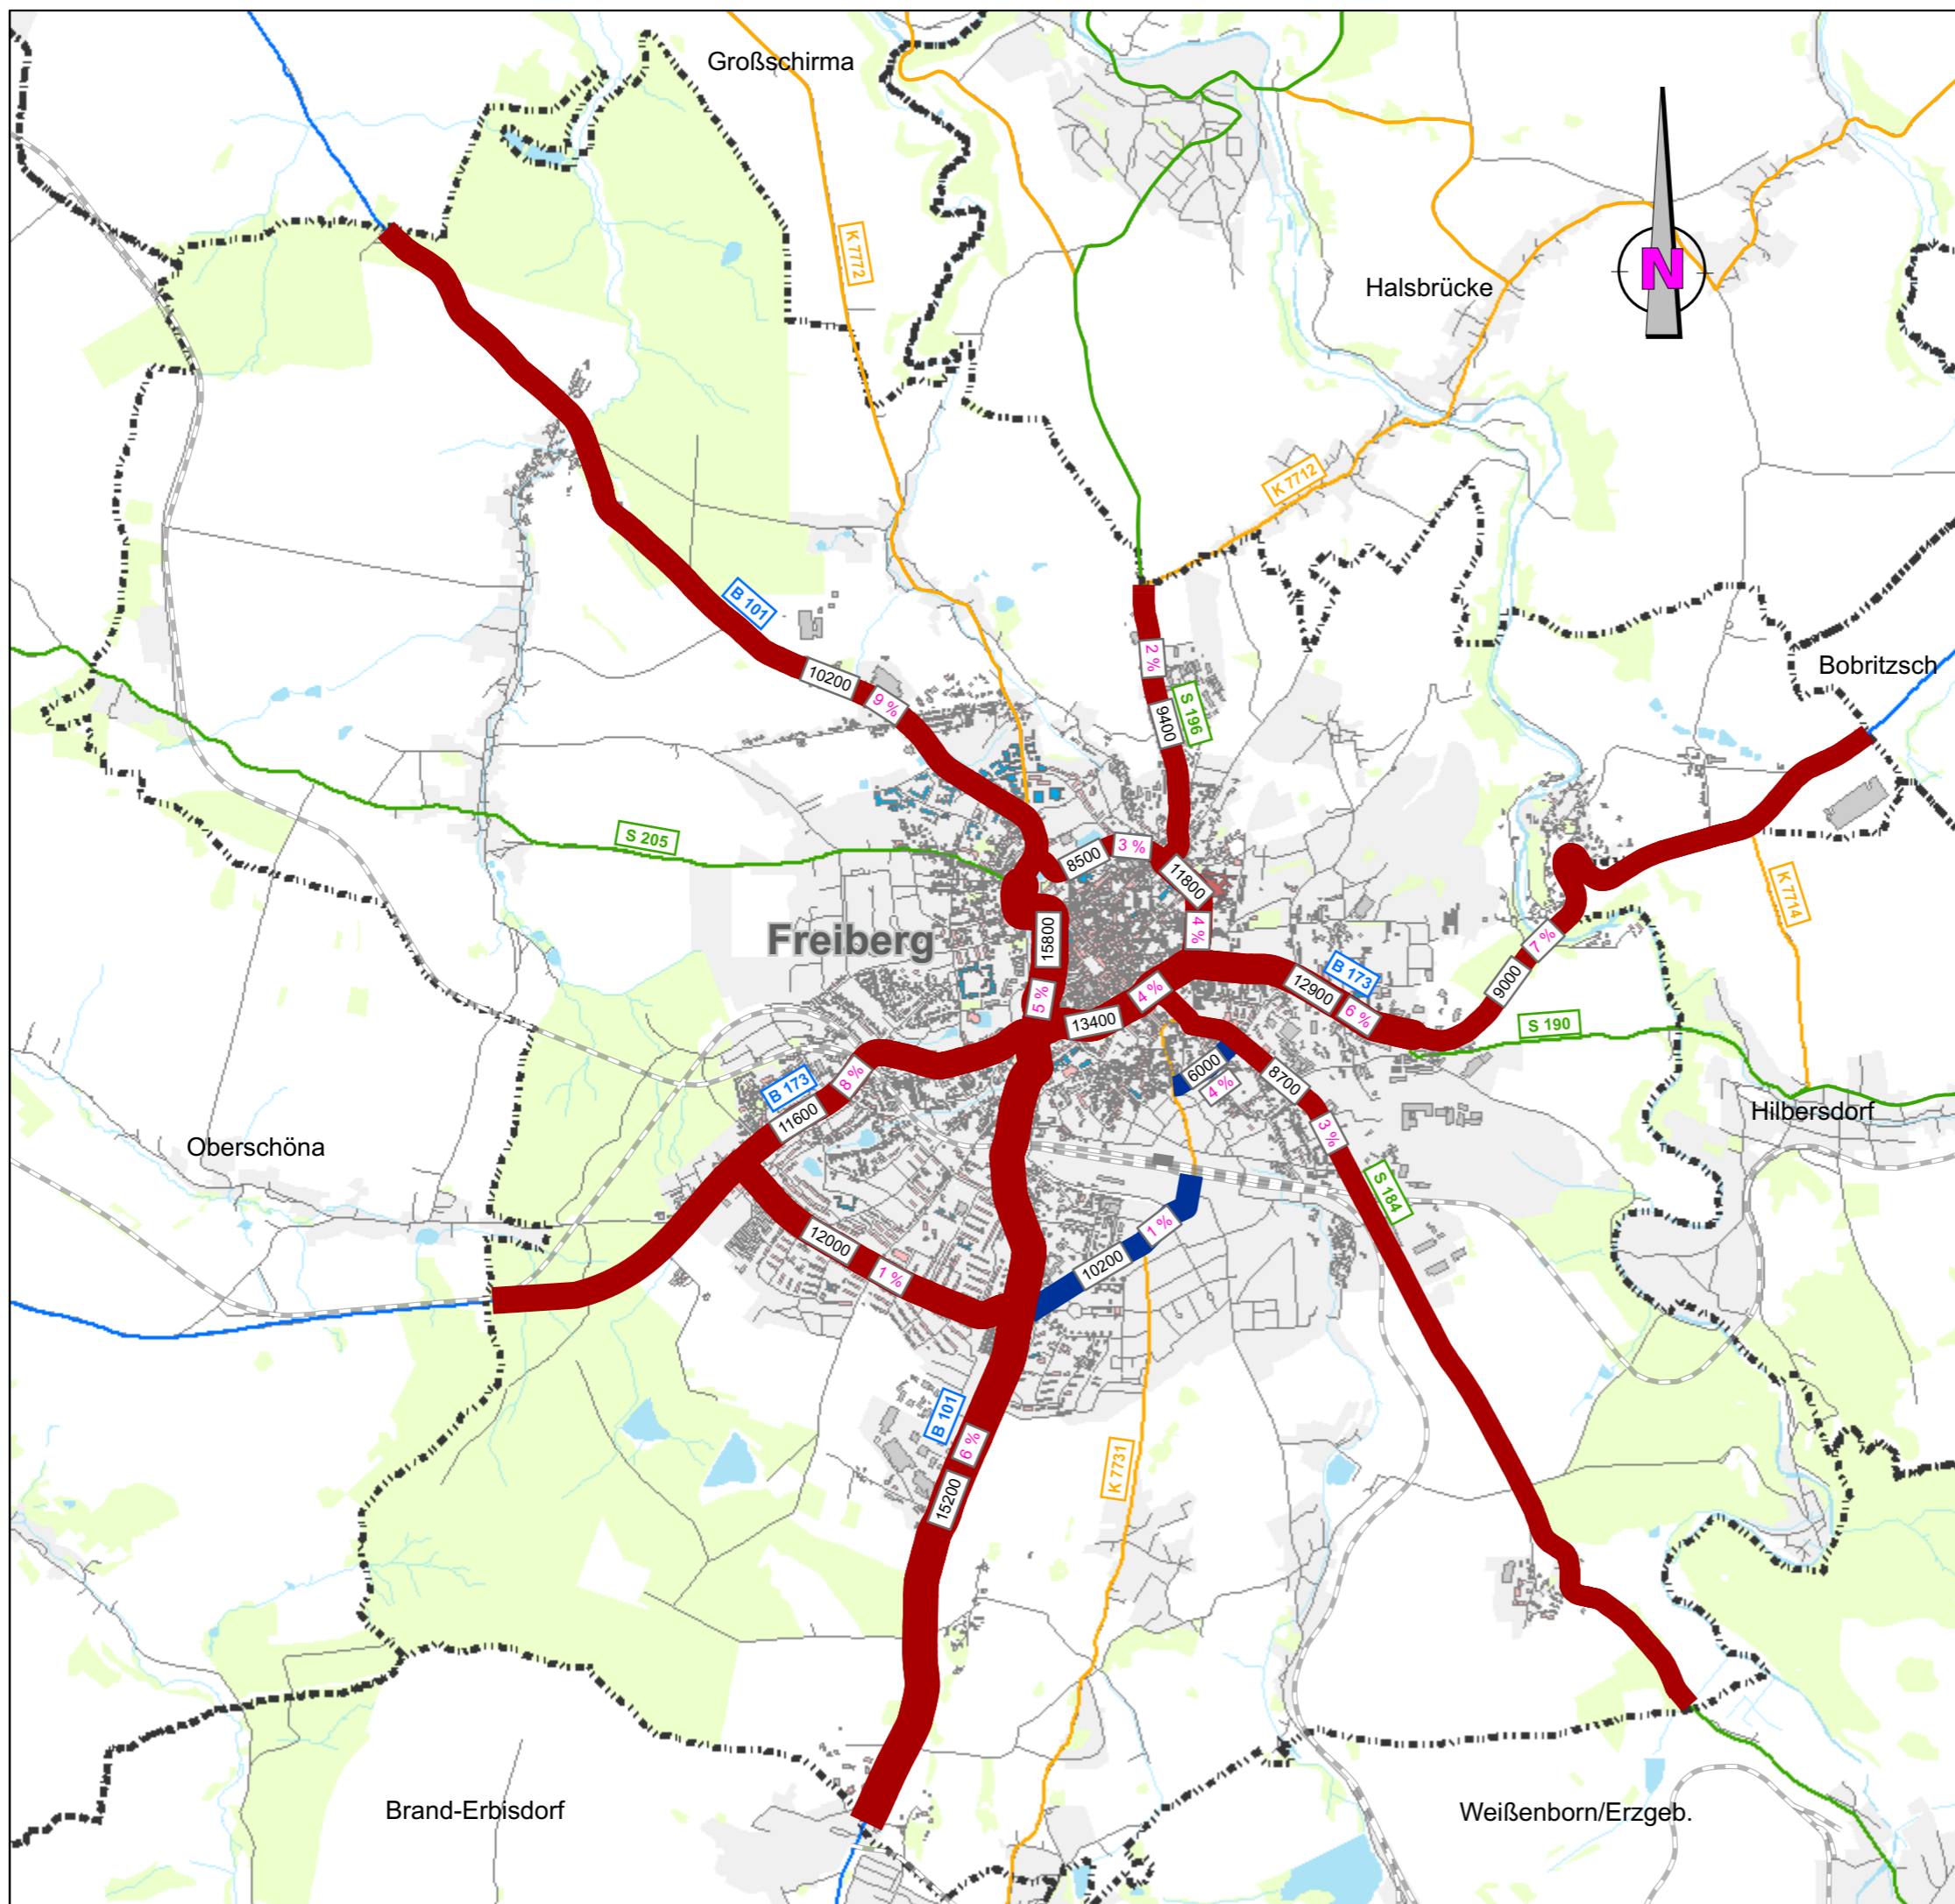 Großschirma
K 7772
N
Halsbrücke
K 7712
B 101
Bobritzsch
2 %
10200
9 %
S 196
9400
S 205
8500
3 %
11800
K 7714
4 %
Freiberg
15800
7 %
B 173
9000
12900
4 %
5 %
6 %
13400
S 190
6000
8 %
B 173
8700
4 %
11600
Hilbersdorf
3 %
Oberschöna
S 184
12000
1 %
10200
1 %
B 101
6 %
K 7731
15200
Brand-Erbisdorf
Weißenborn/Erzgeb.